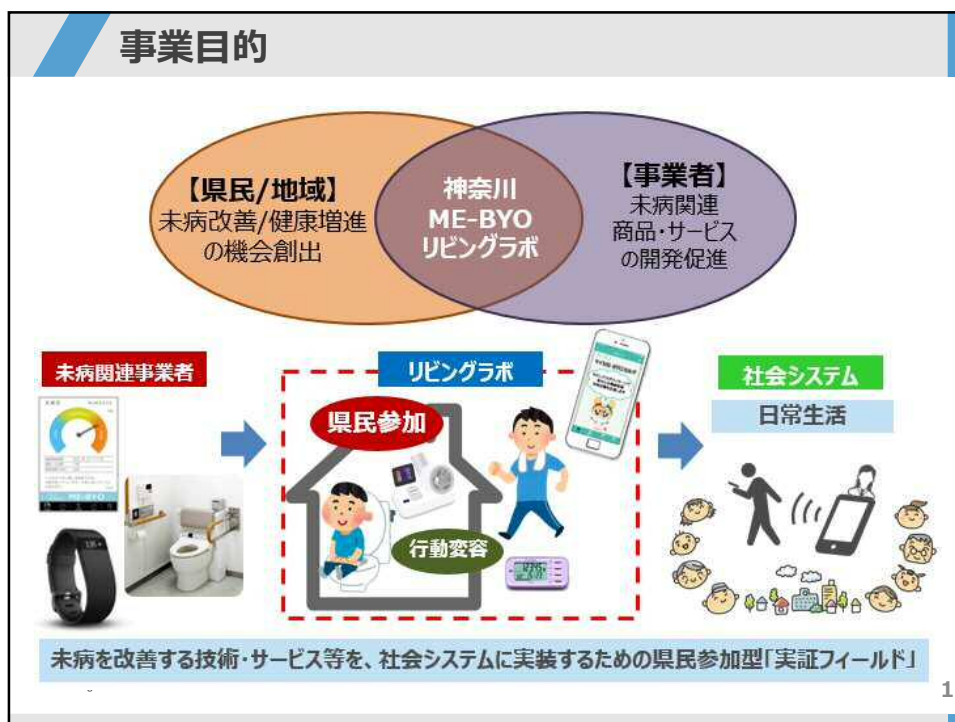 事業目的
【県民/地域】
未病改善/健康増進
の機会創出
神奈川
ME-BYO
リビングラボ
【事業者】
未病関連
商品・サービス
の開発促進
未病関連事業者
ME-BYO
リビングラボ
県民参加
行動変容
社会システム
日常生活
未病を改善する技術・サービス等を、社会システムに実装するための県民参加型「実証フィールド」
1